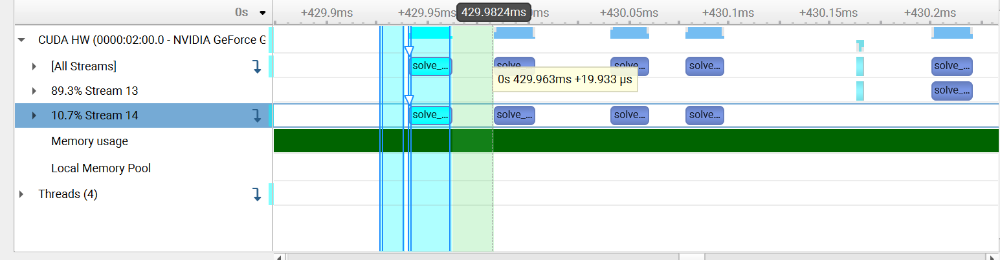 0s +429.9ms +429.95ms 429.9824ms 0ms +430.05ms +430.1ms +430.15ms +430.2ms
CUDA HW (0000:02:00.0 - NVIDIA GeForce G
[All Streams] solve_... solve_ solve_... solve_... solve_...
0s 429.963ms +19.933 µs
89.3% Stream 13 solve_...
10.7% Stream 14 solve_... solve_... solve_... solve_...
Memory usage
Local Memory Pool
Threads (4)